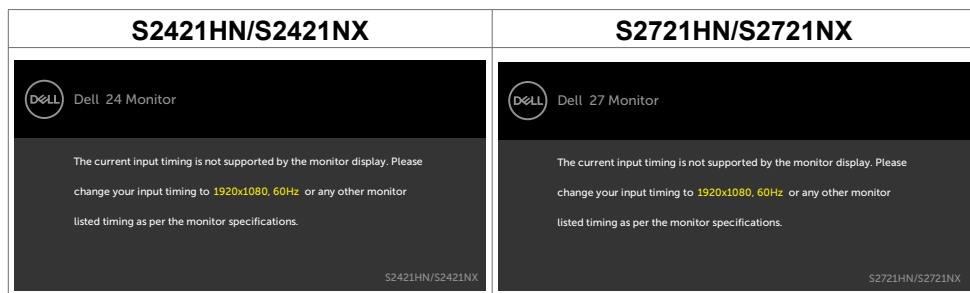 S2421HN/S2421NX
S2721HN/S2721NX
DELL
Dell 24 Monitor
The current input timing is not supported by the monitor display. Please
change your input timing to 1920x1080, 60Hz or any other monitor
listed timing as per the monitor specifications.
S2421HN/S2421NX
DELL
Dell 27 Monitor
The current input timing is not supported by the monitor display. Please
change your input timing to 1920x1080, 60Hz or any other monitor
listed timing as per the monitor specifications.
S2721HN/S2721NX